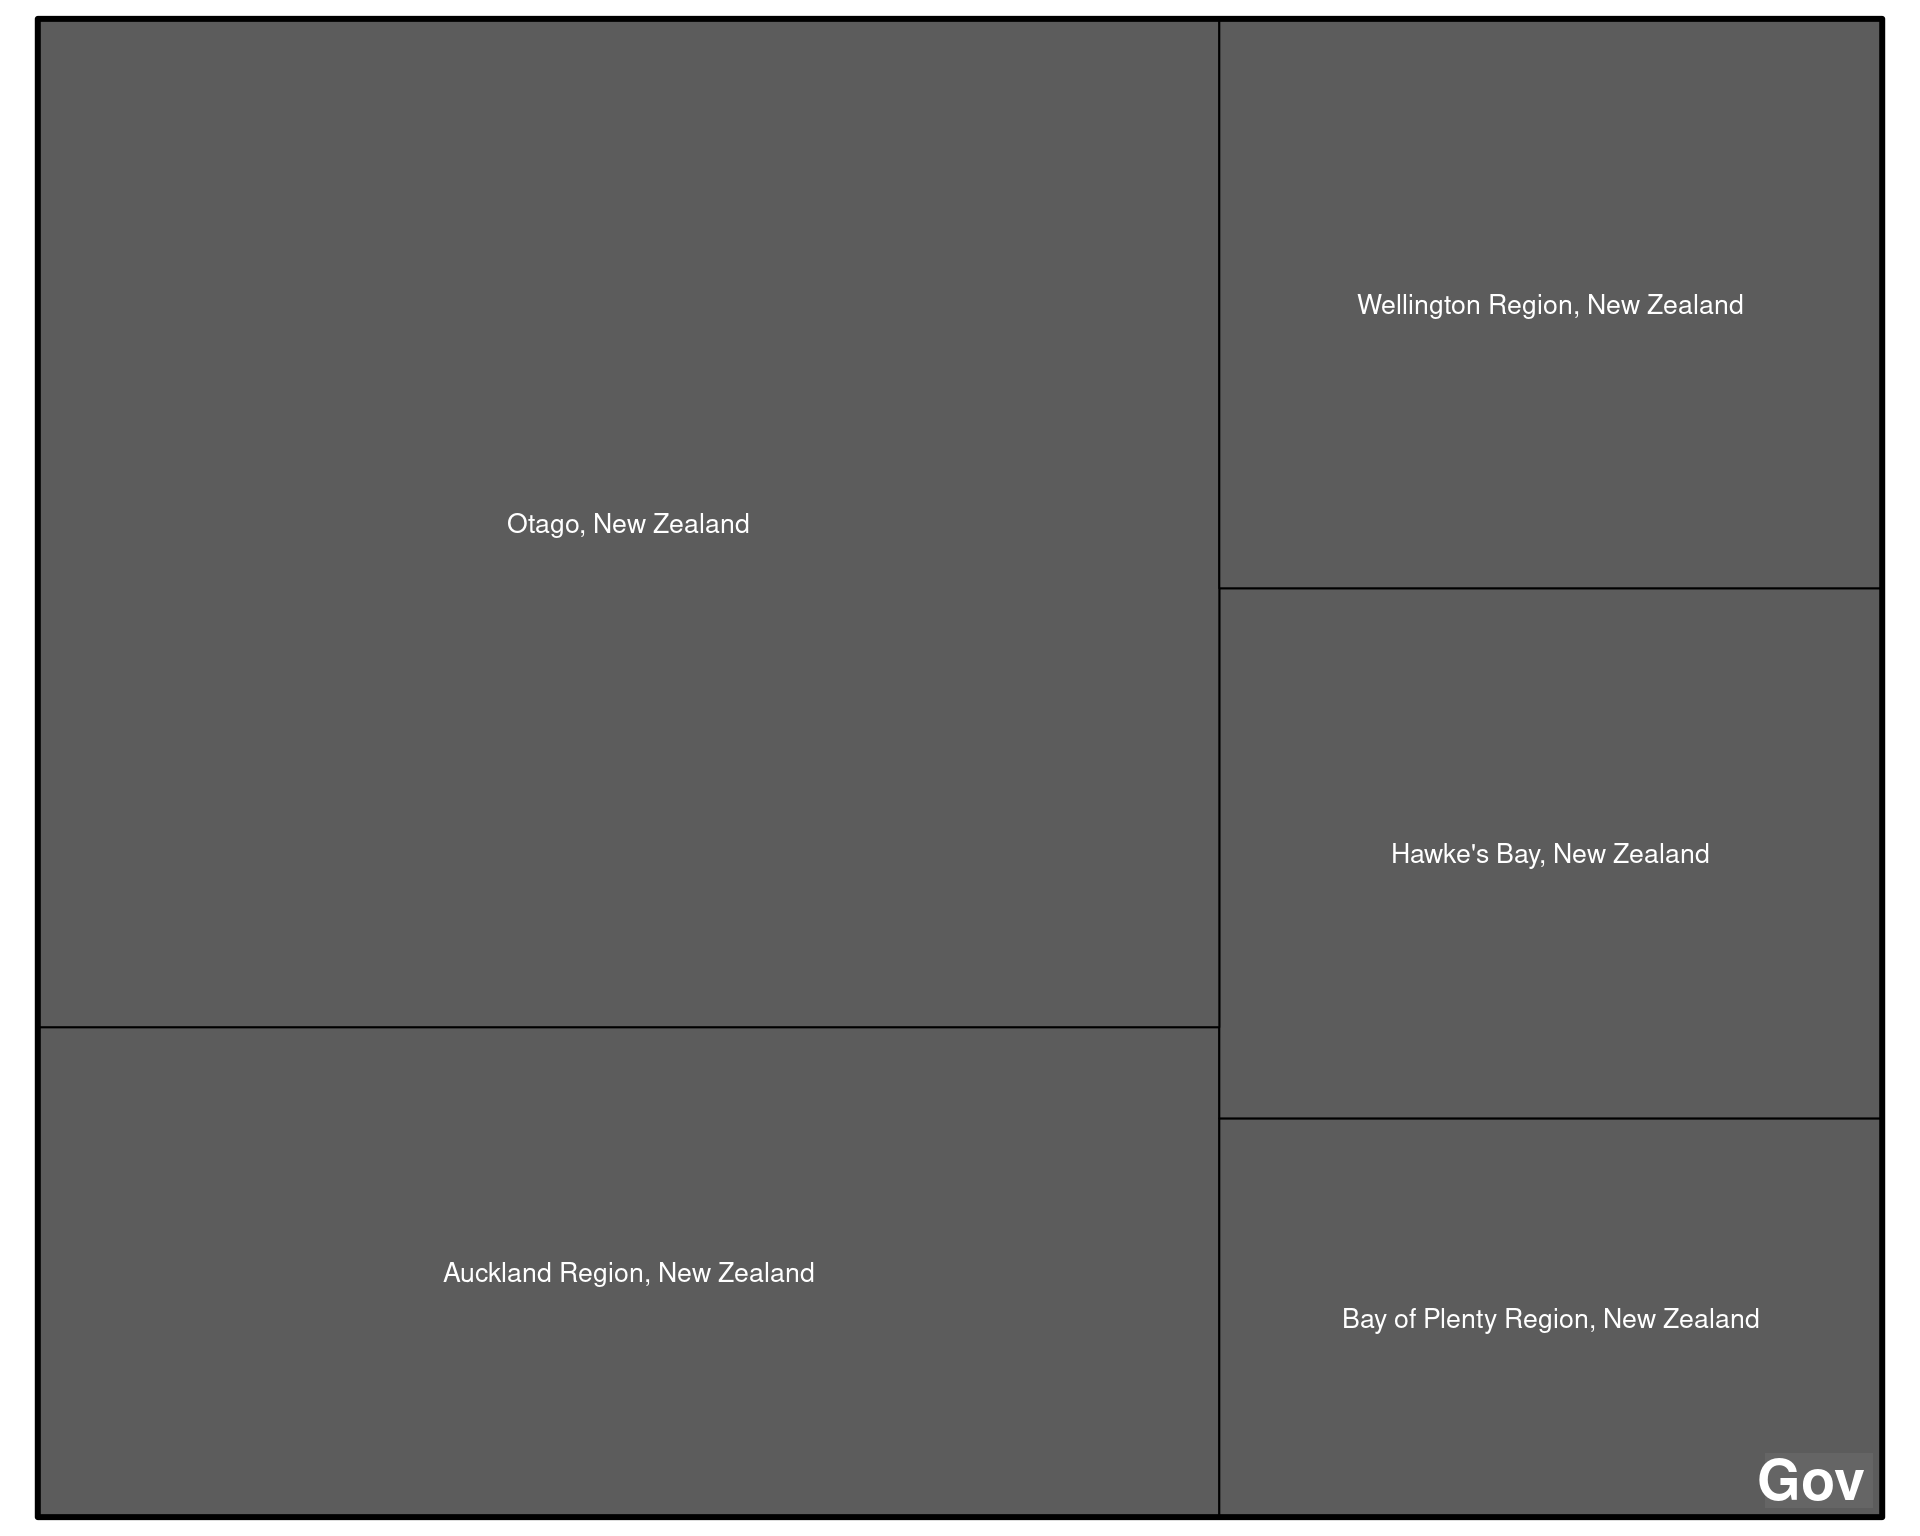 Otago, New Zealand
Auckland Region, New Zealand
Wellington Region, New Zealand
Hawke's Bay, New Zealand
Bay of Plenty Region, New Zealand
Gov